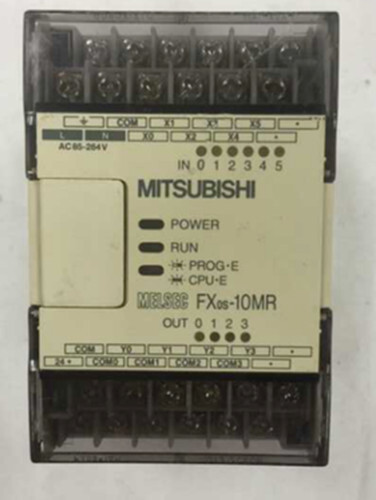 COM X1 X3 X5 •
L N X0 X2 X4 •
AC85-264V
IN 0 1 2 3 4 5
MITSUBISHI
POWER
RUN
PROG•E
CPU•E
MELSEC FX0S-10MR
OUT 0 1 2 3
COM Y0 Y1 Y2 Y3 •
24+ COM0 COM1 COM2 COM3 •